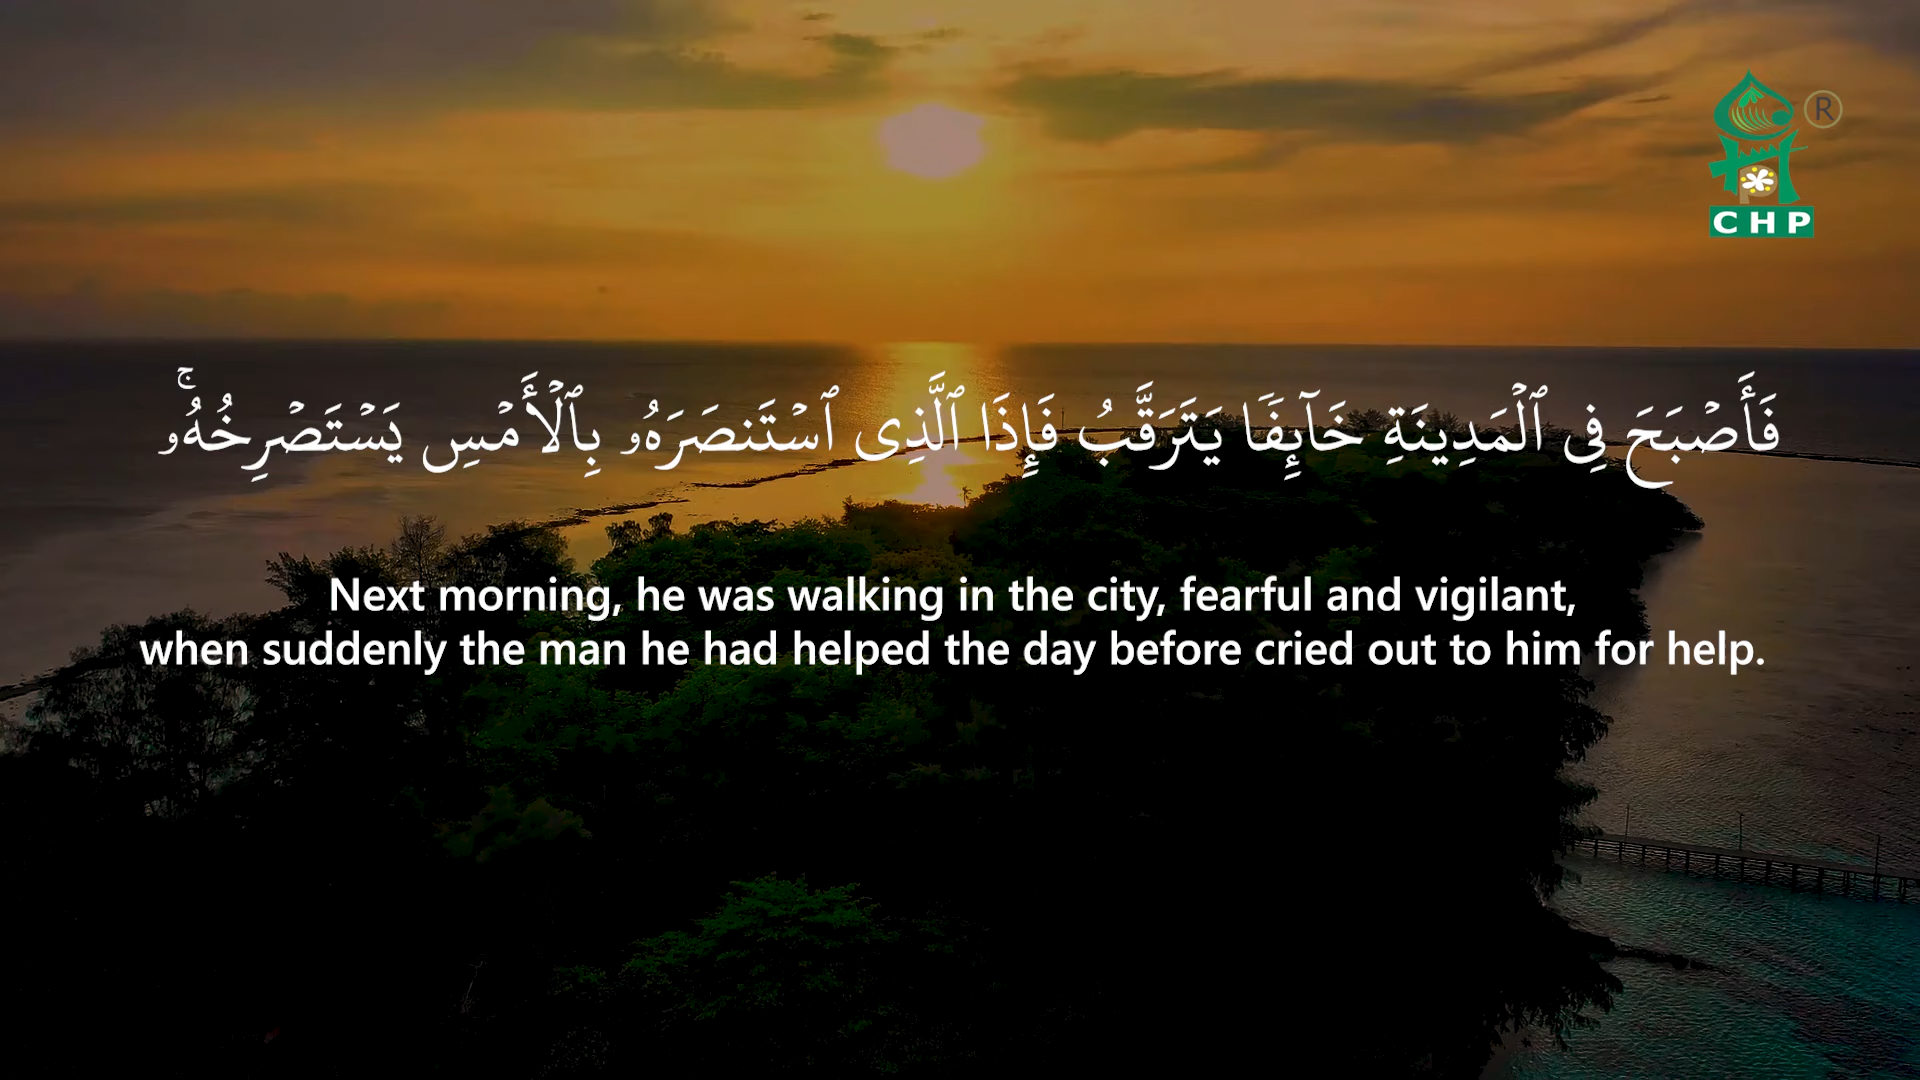 ®
CHP
فَأَصْبَحَ فِى ٱلْمَدِينَةِ خَآئِفًا يَتَرَقَّبُ فَإِذَا ٱلَّذِى ٱسْتَنصَرَهُۥ بِٱلْأَمْسِ يَسْتَصْرِخُهُۥ ۚ
Next morning, he was walking in the city, fearful and vigilant,
when suddenly the man he had helped the day before cried out to him for help.